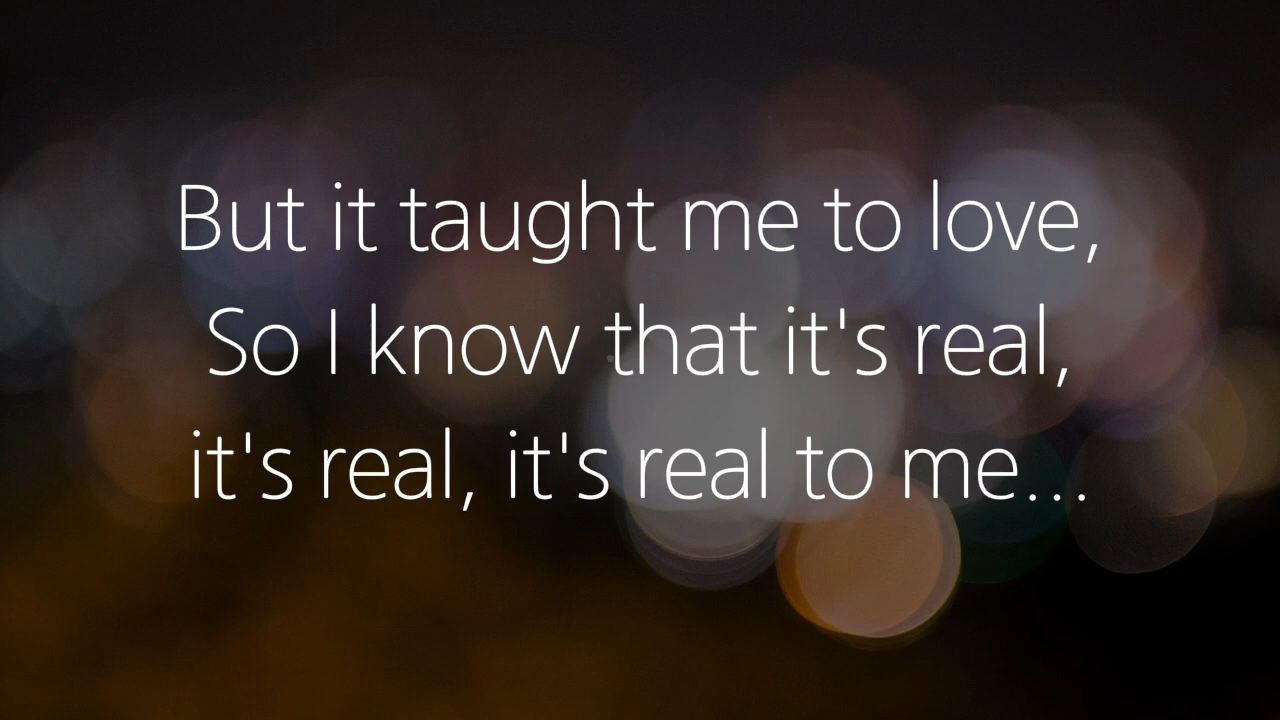 But it taught me to love,
So I know that it's real,
it's real, it's real to me...